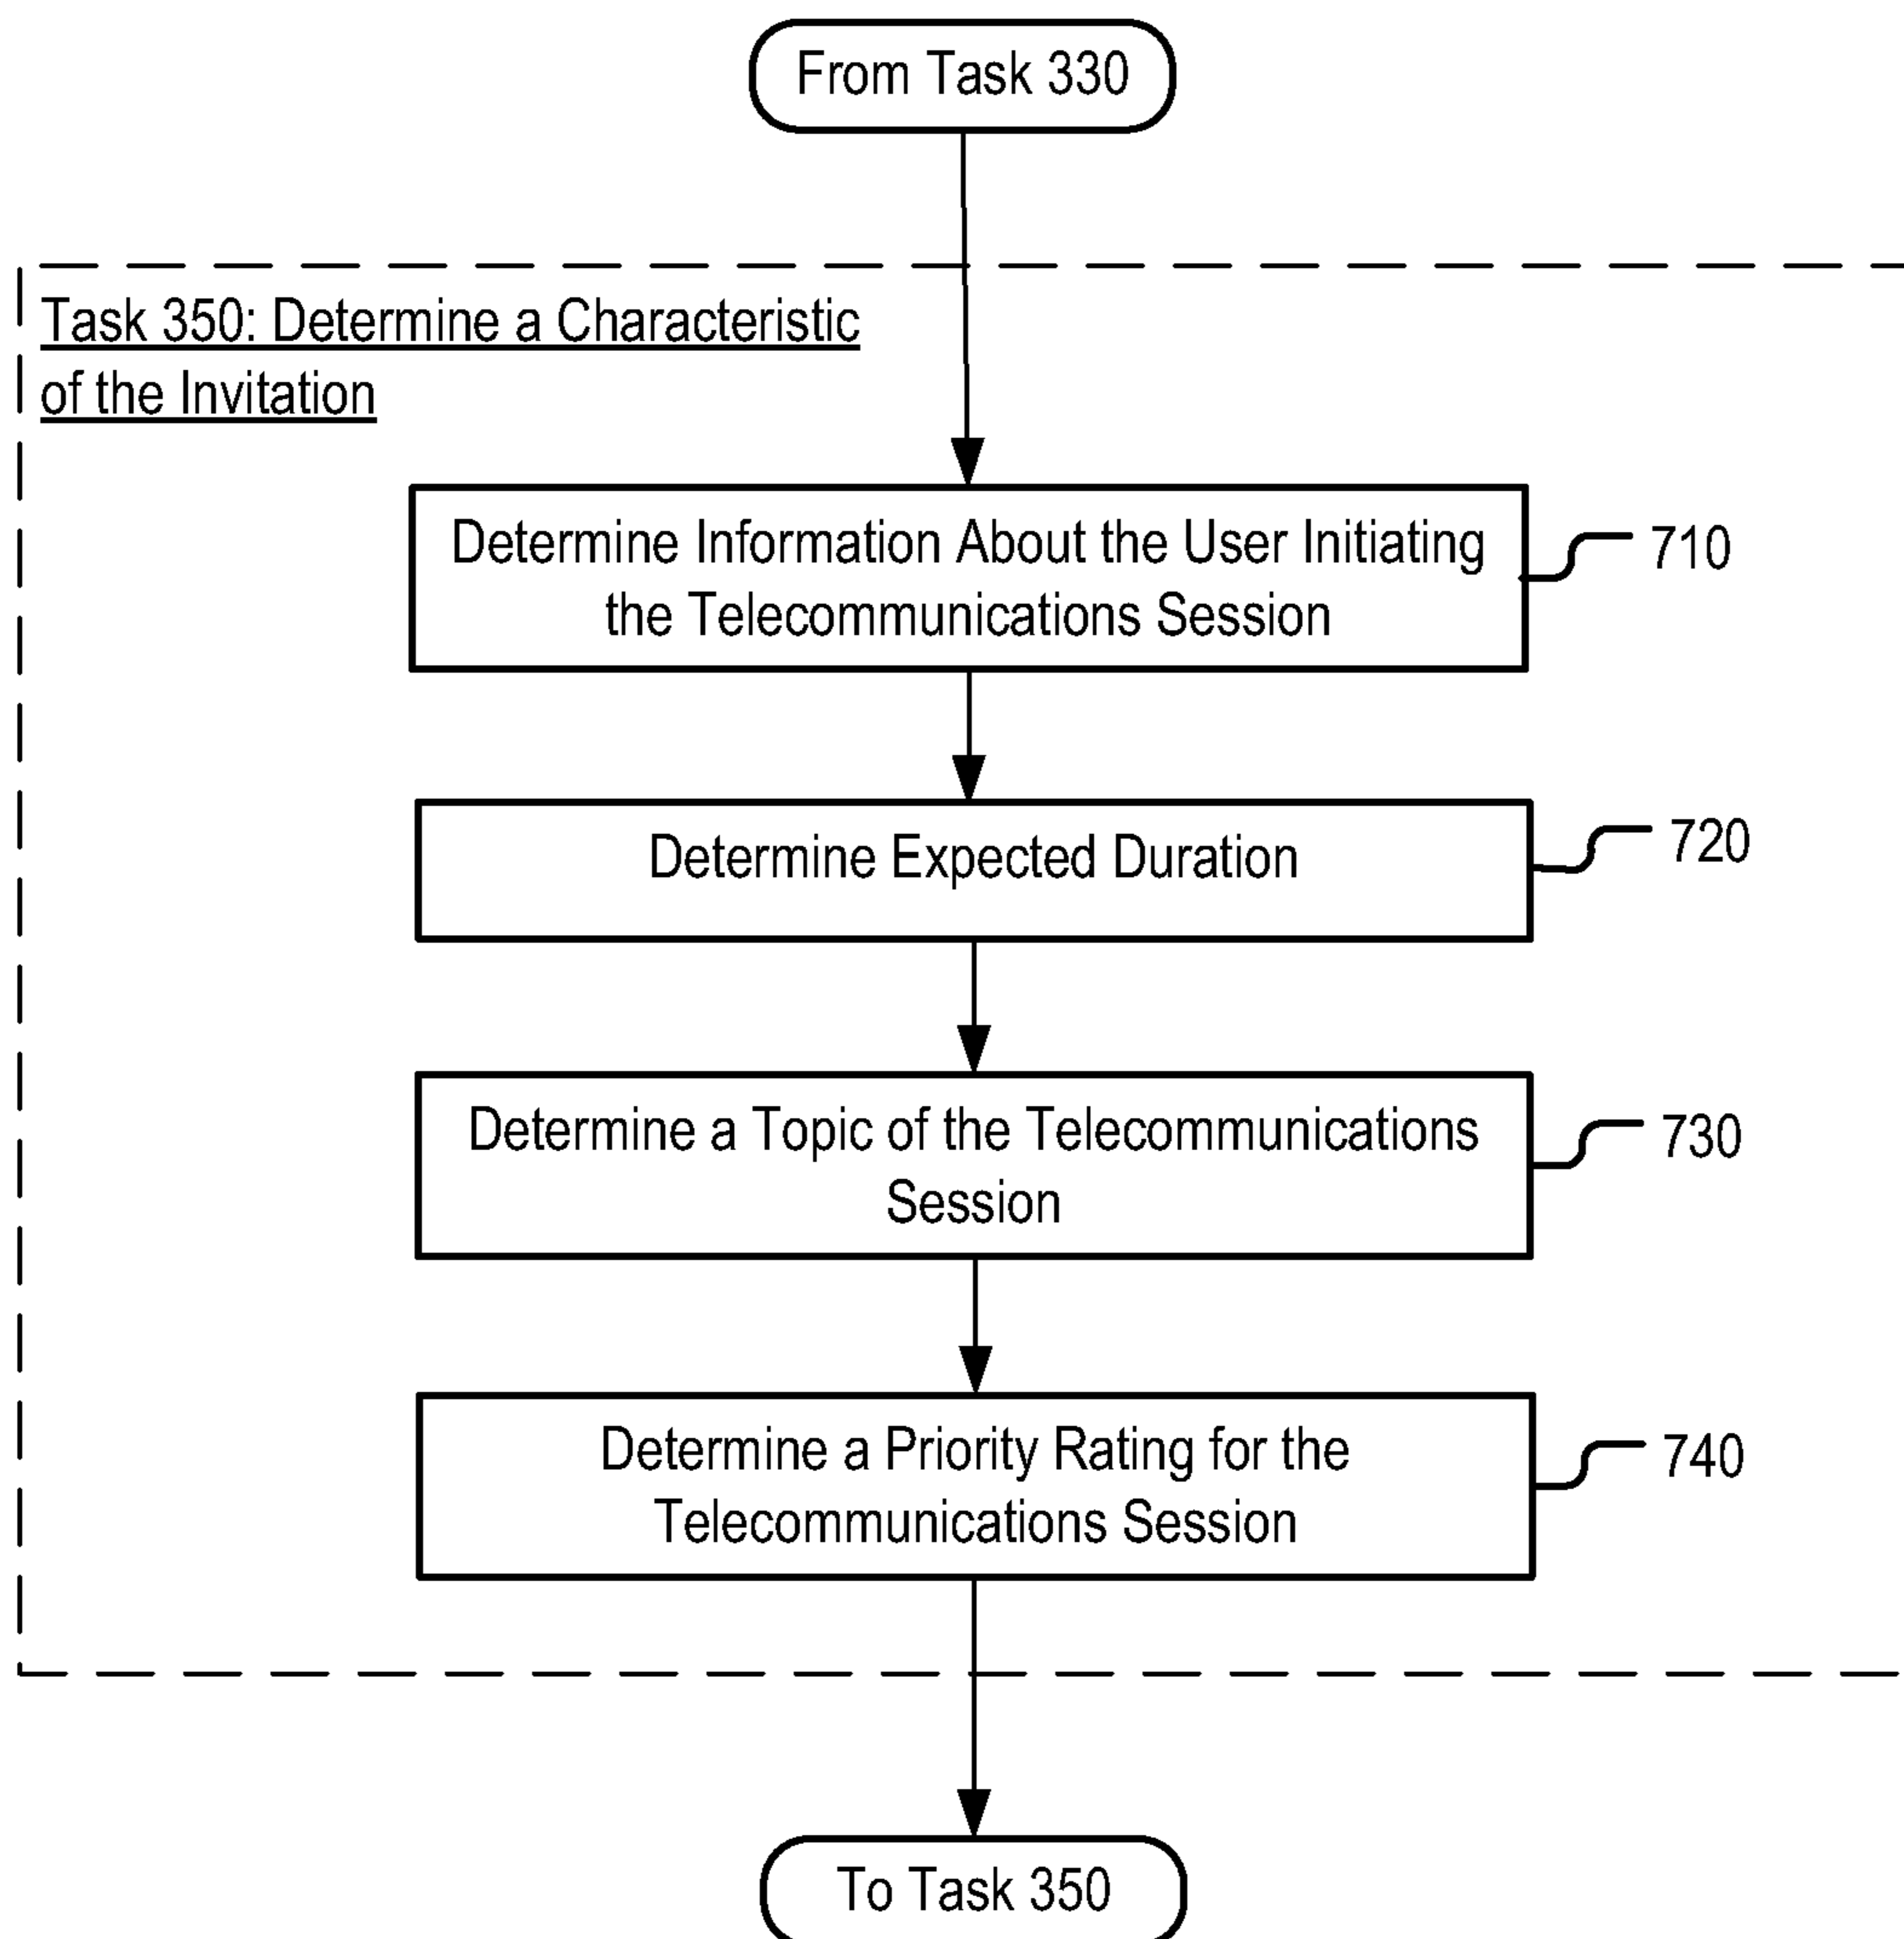 From Task 330
Task 350: Determine a Characteristic
of the Invitation
Determine Information About the User Initiating
the Telecommunications Session
710
Determine Expected Duration
720
Determine a Topic of the Telecommunications
Session
730
Determine a Priority Rating for the
Telecommunications Session
740
To Task 350